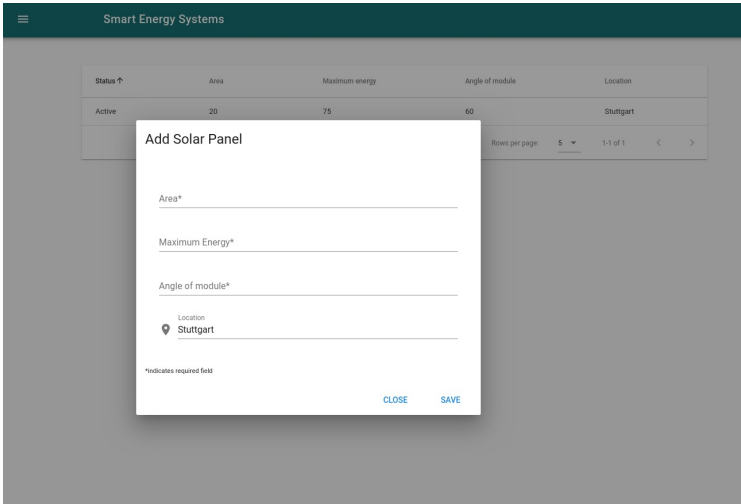 Smart Energy Systems
Status↑ Area Maximum energy Angle of module Location
Active 20 75 60 Stuttgart
Rows per page: 5 1-1 of 1
Add Solar Panel
Area*
Maximum Energy*
Angle of module*
Location
Stuttgart
*indicates required field
CLOSE SAVE